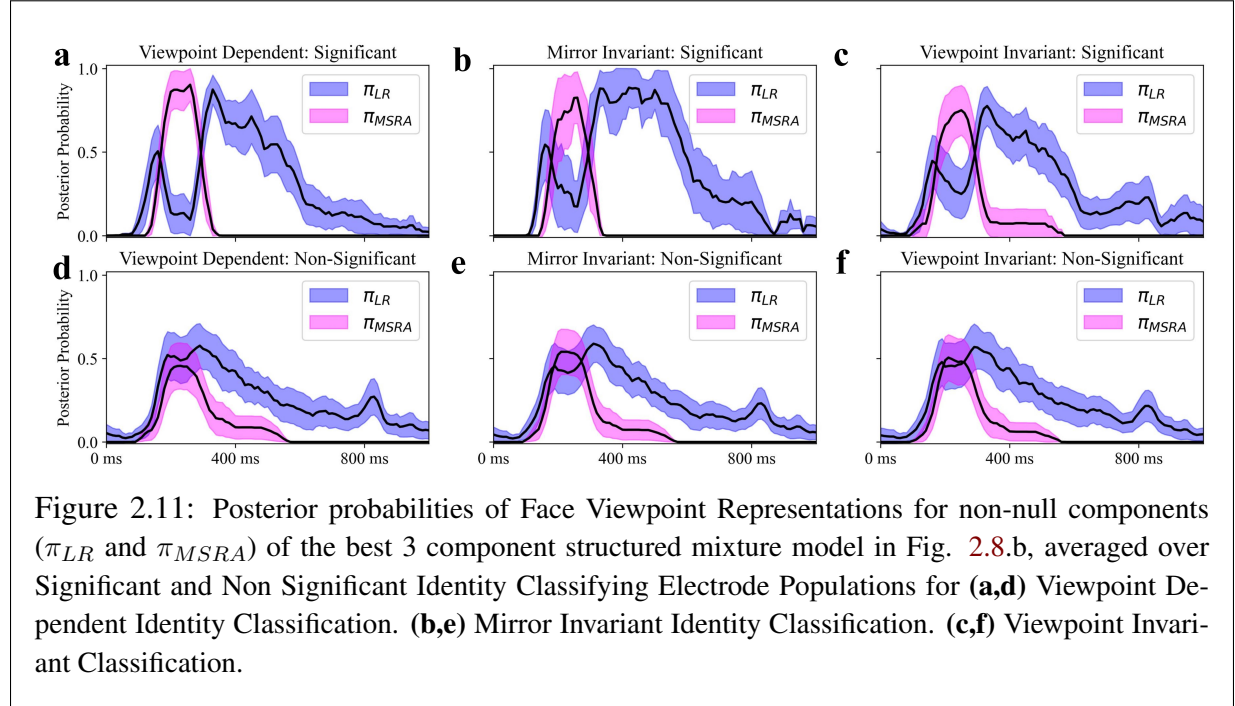 a Viewpoint Dependent: Significant
b Mirror Invariant: Significant
c Viewpoint Invariant: Significant
Posterior Probability
1.0
0.5
0.0
π_LR
π_MSRA
π_LR
π_MSRA
π_LR
π_MSRA
d Viewpoint Dependent: Non-Significant
e Mirror Invariant: Non-Significant
f Viewpoint Invariant: Non-Significant
Posterior Probability
1.0
0.5
0.0
π_LR
π_MSRA
π_LR
π_MSRA
π_LR
π_MSRA
0 ms 400 ms 800 ms
0 ms 400 ms 800 ms
0 ms 400 ms 800 ms
Figure 2.11: Posterior probabilities of Face Viewpoint Representations for non-null components
(π_LR and π_MSRA) of the best 3 component structured mixture model in Fig. 2.8.b, averaged over
Significant and Non Significant Identity Classifying Electrode Populations for (a,d) Viewpoint De-
pendent Identity Classification. (b,e) Mirror Invariant Identity Classification. (c,f) Viewpoint Invari-
ant Classification.